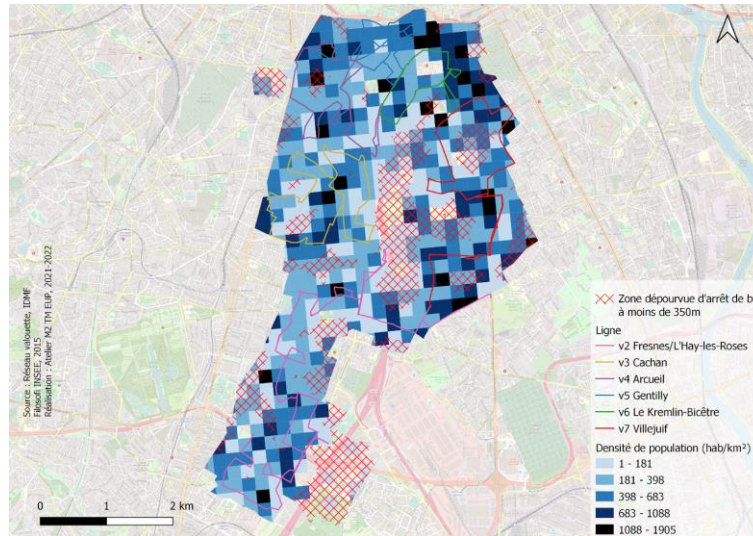 Source : Réseau valouette, IDMF
Filosofi INSEE, 2015
Réalisation : Atelier M2 TM EUP, 2021-2022
0
1
2 km
Zone dépourvue d'arrêt de b
à moins de 350m
Ligne
v2 Fresnes/L'Hay-les-Roses
v3 Cachan
v4 Arcueil
v5 Gentilly
v6 Le Kremlin-Bicêtre
v7 Villejuif
Densité de population (hab/km²)
1 - 181
181 - 398
398 - 683
683 - 1088
1088 - 1905